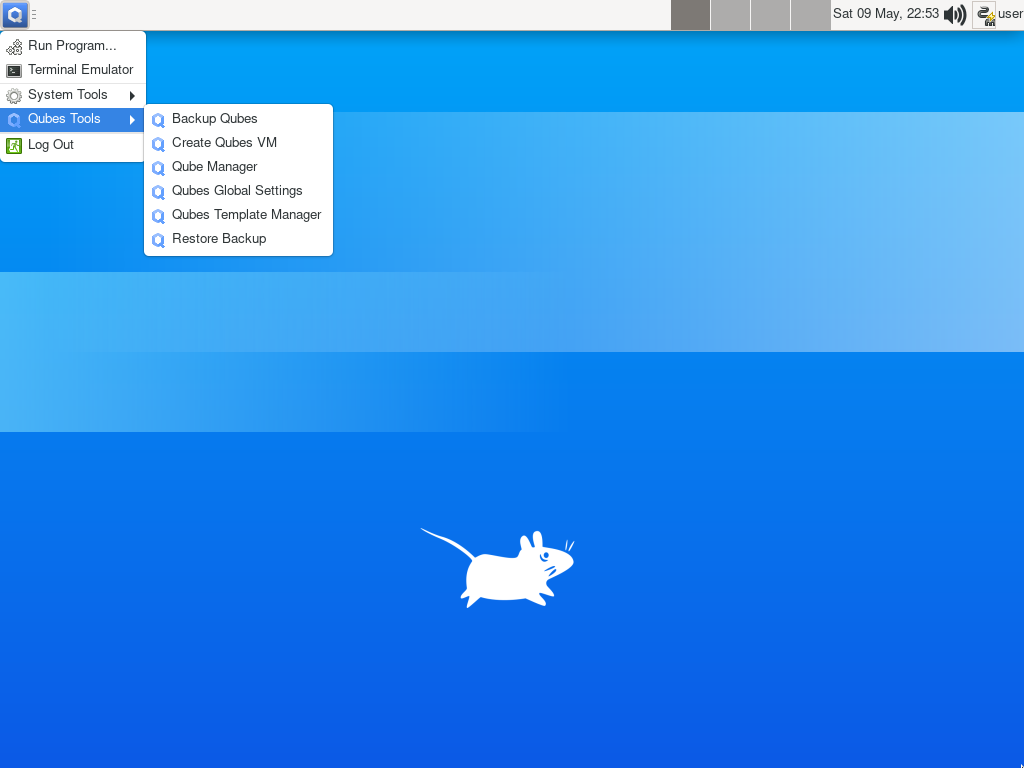 Sat 09 May, 22:53
user
Run Program...
Terminal Emulator
System Tools
Qubes Tools
Log Out
Backup Qubes
Create Qubes VM
Qube Manager
Qubes Global Settings
Qubes Template Manager
Restore Backup